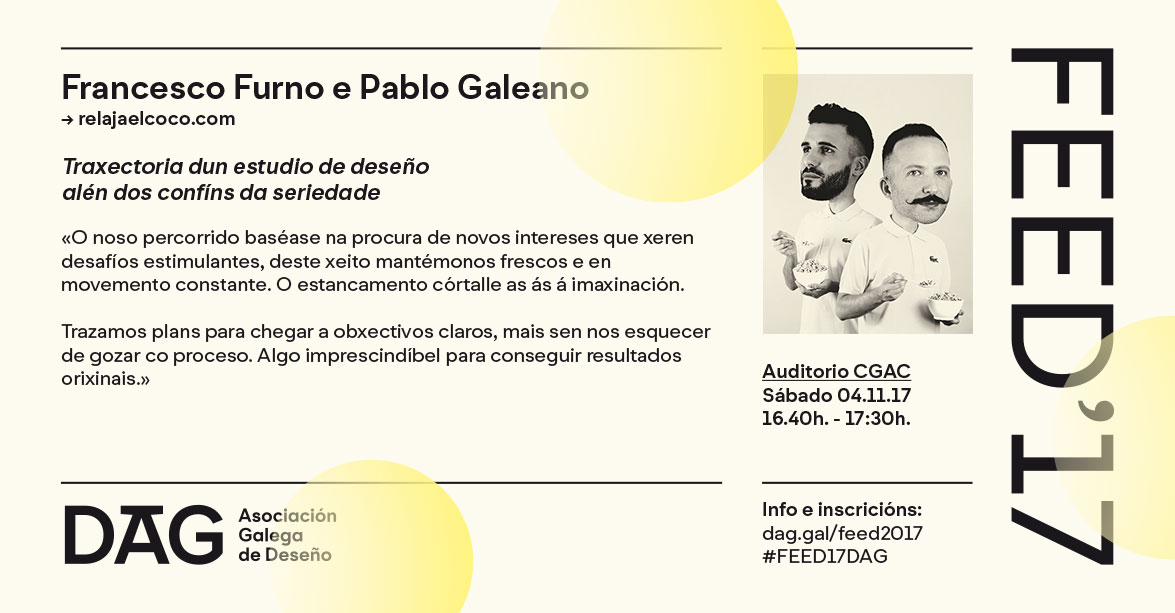 Francesco Furno e Pablo Galeano
→ relajaelcoco.com
Traxectoria dun estudio de deseño
alén dos confíns da seriedade
«O noso percorrido baséase na procura de novos intereses que xeren
desafíos estimulantes, deste xeito mantémonos frescos e en
movemento constante. O estancamento córtalle as ás á imaxinación.
Trazamos plans para chegar a obxectivos claros, mais sen nos esquecer
de gozar co proceso. Algo imprescindíbel para conseguir resultados
orixinais.»
Auditorio CGAC
Sábado 04.11.17
16.40h. - 17:30h.
DAG
Asociación
Galega
de Deseño
Info e inscricións:
dag.gal/feed2017
#FEED17DAG
FEED'17